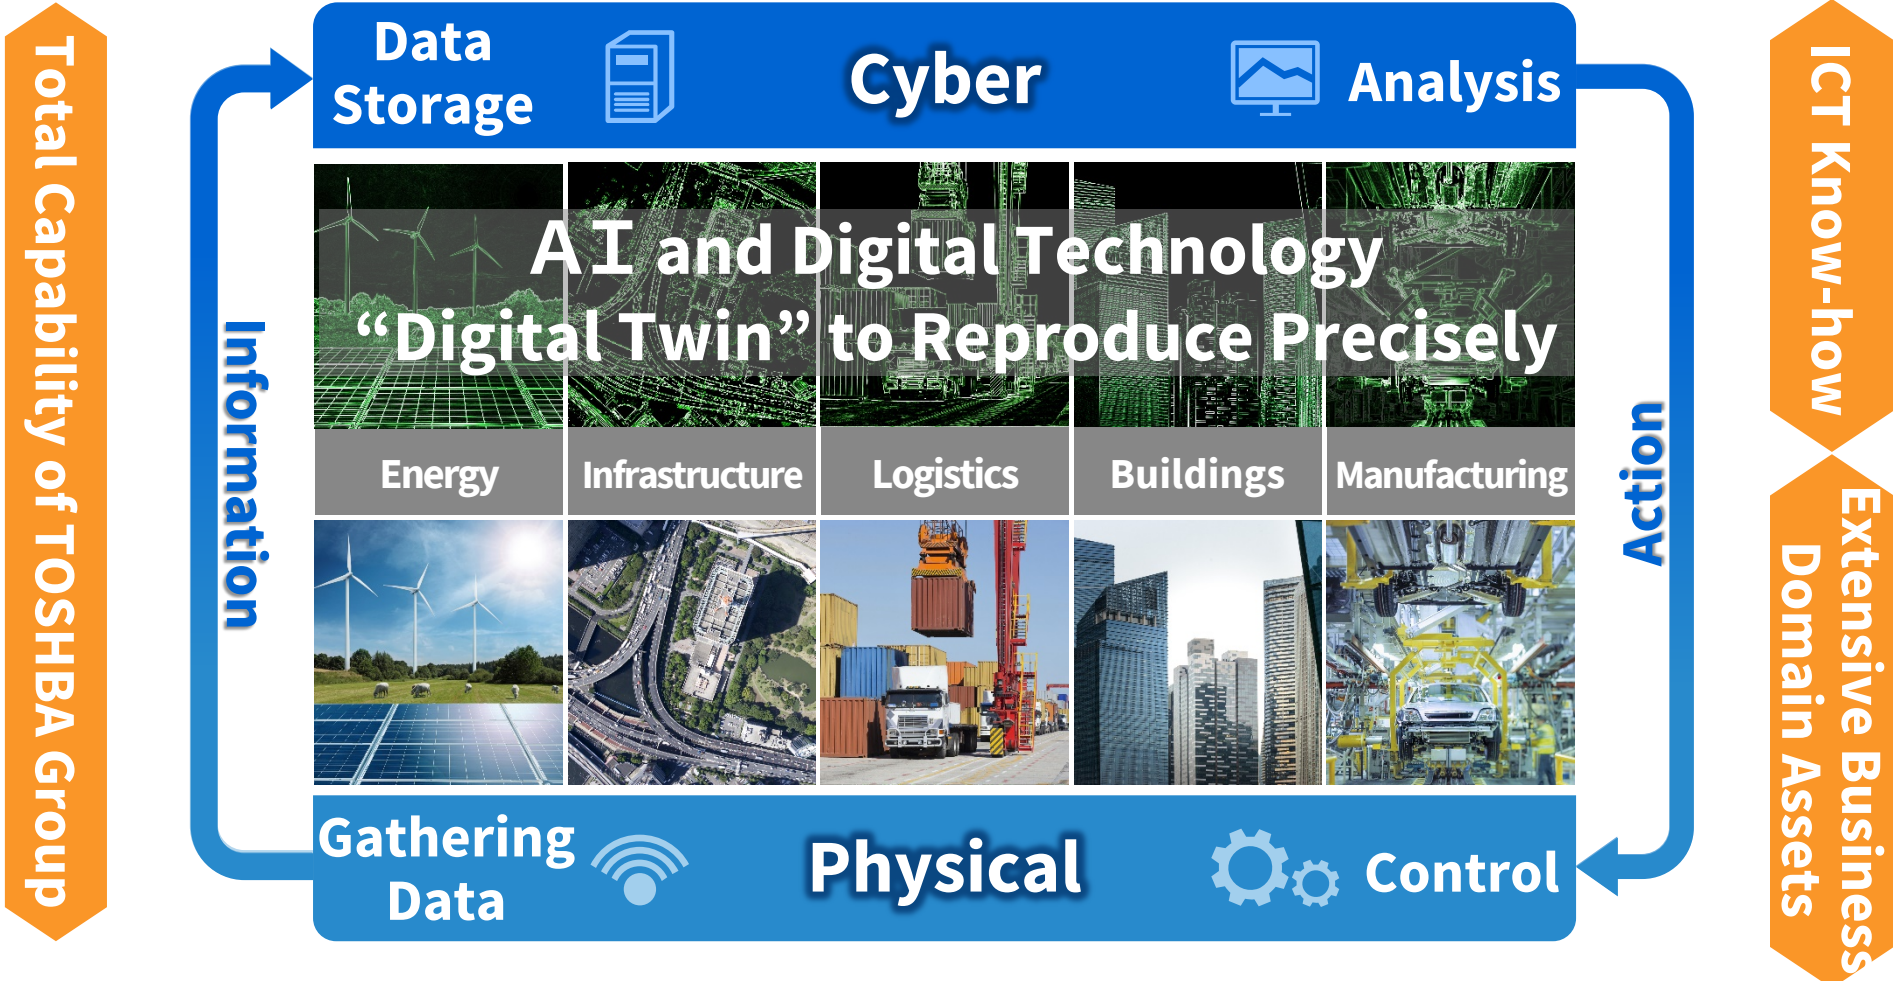 Total Capability of TOSHBA Group
Data
Storage
Cyber
Analysis
ICT Know-how
AI and Digital Technology
“Digital Twin” to Reproduce Precisely
Information
Action
Energy
Infrastructure
Logistics
Buildings
Manufacturing
Extensive Business
Domain Assets
Gathering
Data
Physical
Control